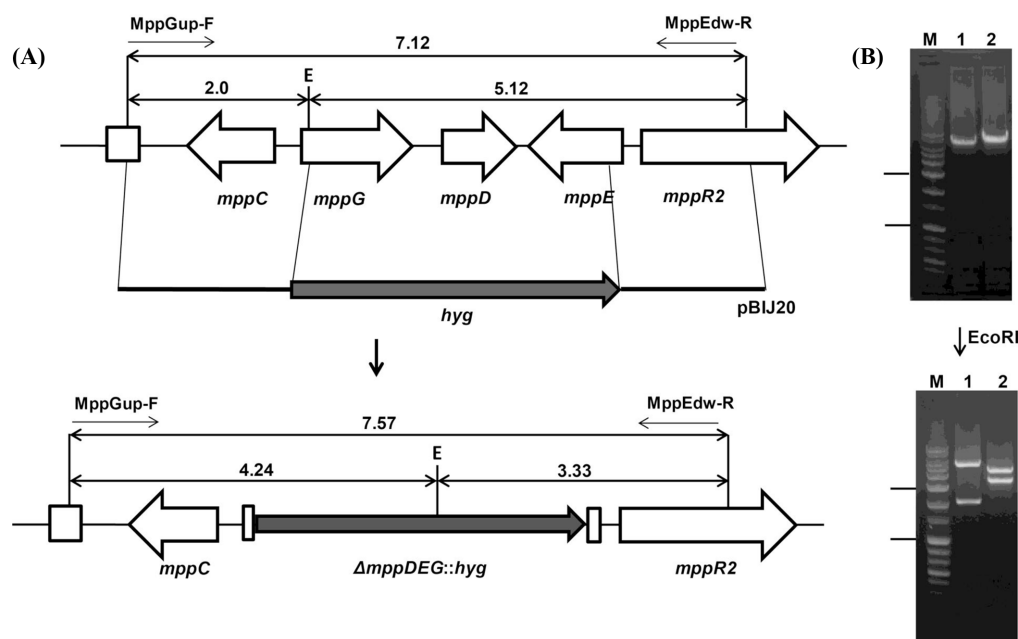 (A)
MppGup-F
MppEdw-R
7.12
2.0
E
5.12
mppC
mppG
mppD
mppE
mppR2
hyg
pBIJ20
MppGup-F
MppEdw-R
7.57
4.24
E
3.33
mppC
ΔmppDEG::hyg
mppR2
(B)
M 1 2
EcoRI
M 1 2